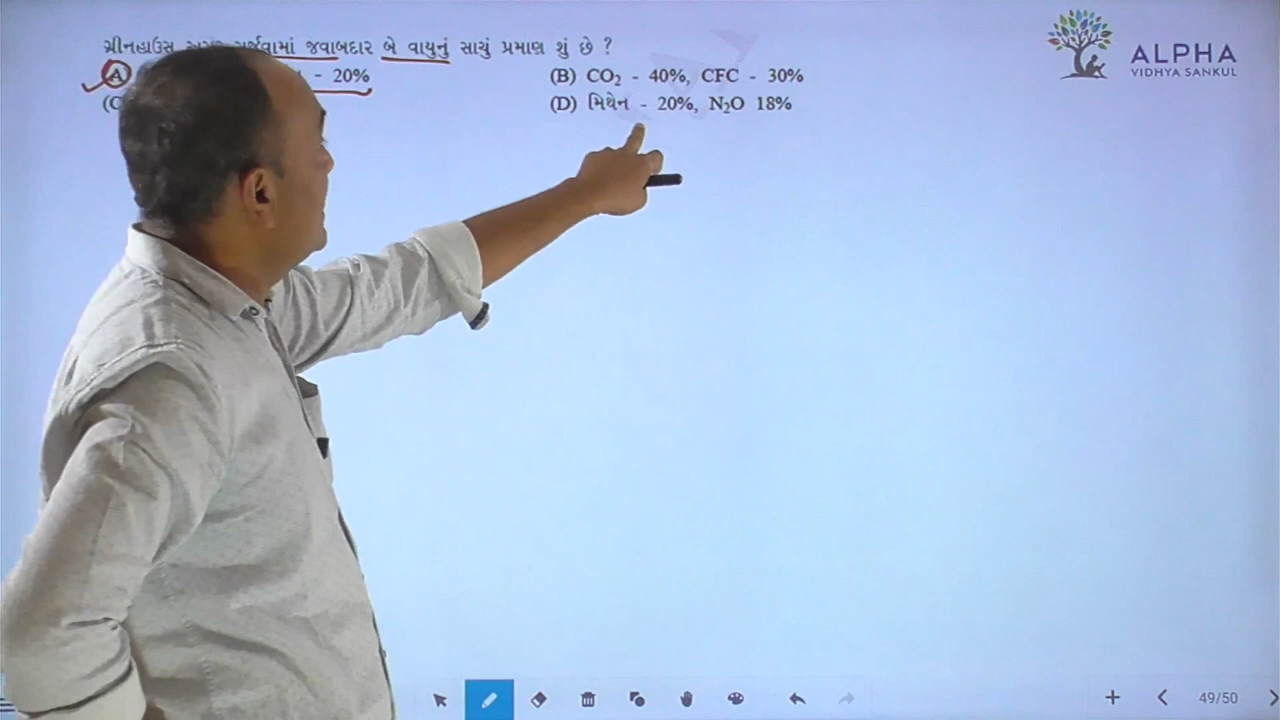 ગ્રીનહાઉસ સર્જવામાં જવાબદાર બે વાયુનું સાચું પ્રમાણ શું છે ?
(A) - 20%
(B) CO₂ - 40%, CFC - 30%
(D) મિથેન - 20%, N₂O 18%
ALPHA
VIDHYA SANKUL
49/50